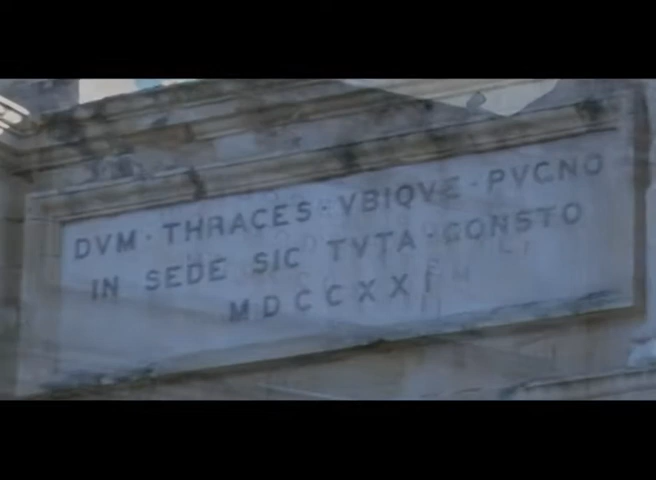 DVM · THRACES · VBIQVE · PVGNO
IN SEDE SIC TVTA · CONSTO
MDCCXXI